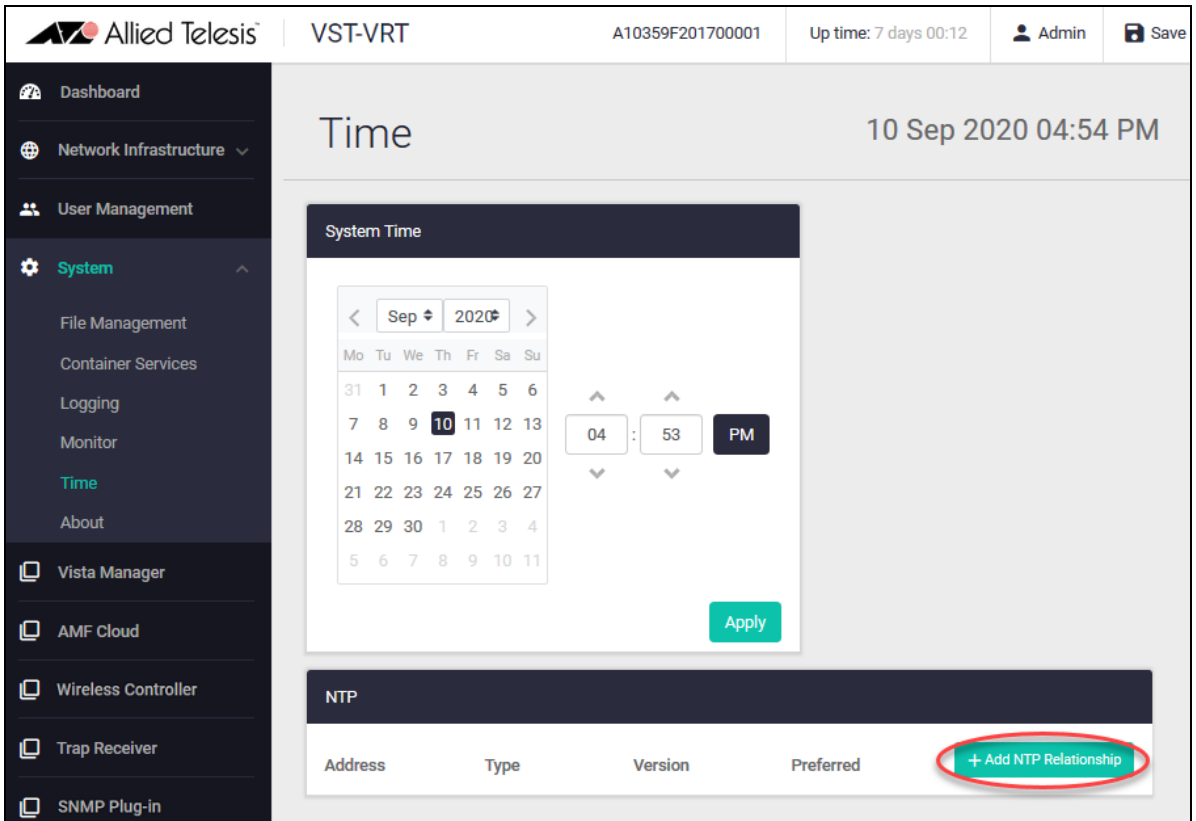 Allied Telesis
VST-VRT
A10359F201700001
Up time: 7 days 00:12
Admin
Save
Dashboard
Network Infrastructure
User Management
System
File Management
Container Services
Logging
Monitor
Time
About
Vista Manager
AMF Cloud
Wireless Controller
Trap Receiver
SNMP Plug-in
Time
10 Sep 2020 04:54 PM
System Time
Sep 2020
Mo Tu We Th Fr Sa Su
31 1 2 3 4 5 6
7 8 9 10 11 12 13
14 15 16 17 18 19 20
21 22 23 24 25 26 27
28 29 30 1 2 3 4
5 6 7 8 9 10 11
04 : 53 PM
Apply
NTP
Address Type Version Preferred
+ Add NTP Relationship